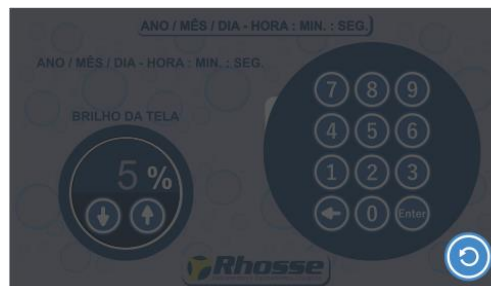 ANO / MÊS / DIA - HORA : MIN. : SEG.
ANO / MÊS / DIA - HORA : MIN. : SEG.
BRILHO DA TELA
5 %
7 8 9
4 5 6
1 2 3
0 Enter
Rhosse